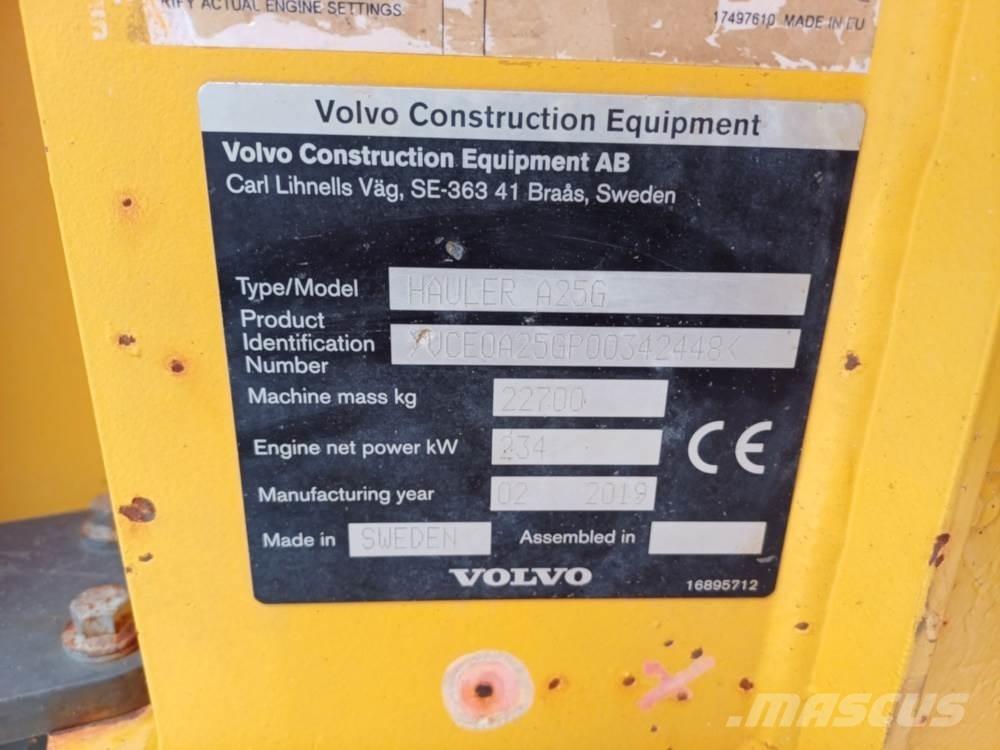 RIFY ACTUAL ENGINE SETTINGS
17497610 MADE IN EU
Volvo Construction Equipment
Volvo Construction Equipment AB
Carl Lihnells Väg, SE-363 41 Braås, Sweden
Type/Model HAULER A25G
Product
Identification VCE0A25GP00342448<
Number
Machine mass kg 22700
Engine net power kW 234
Manufacturing year 02 2019
Made in SWEDEN Assembled in
CE
VOLVO
16895712
MASCUS